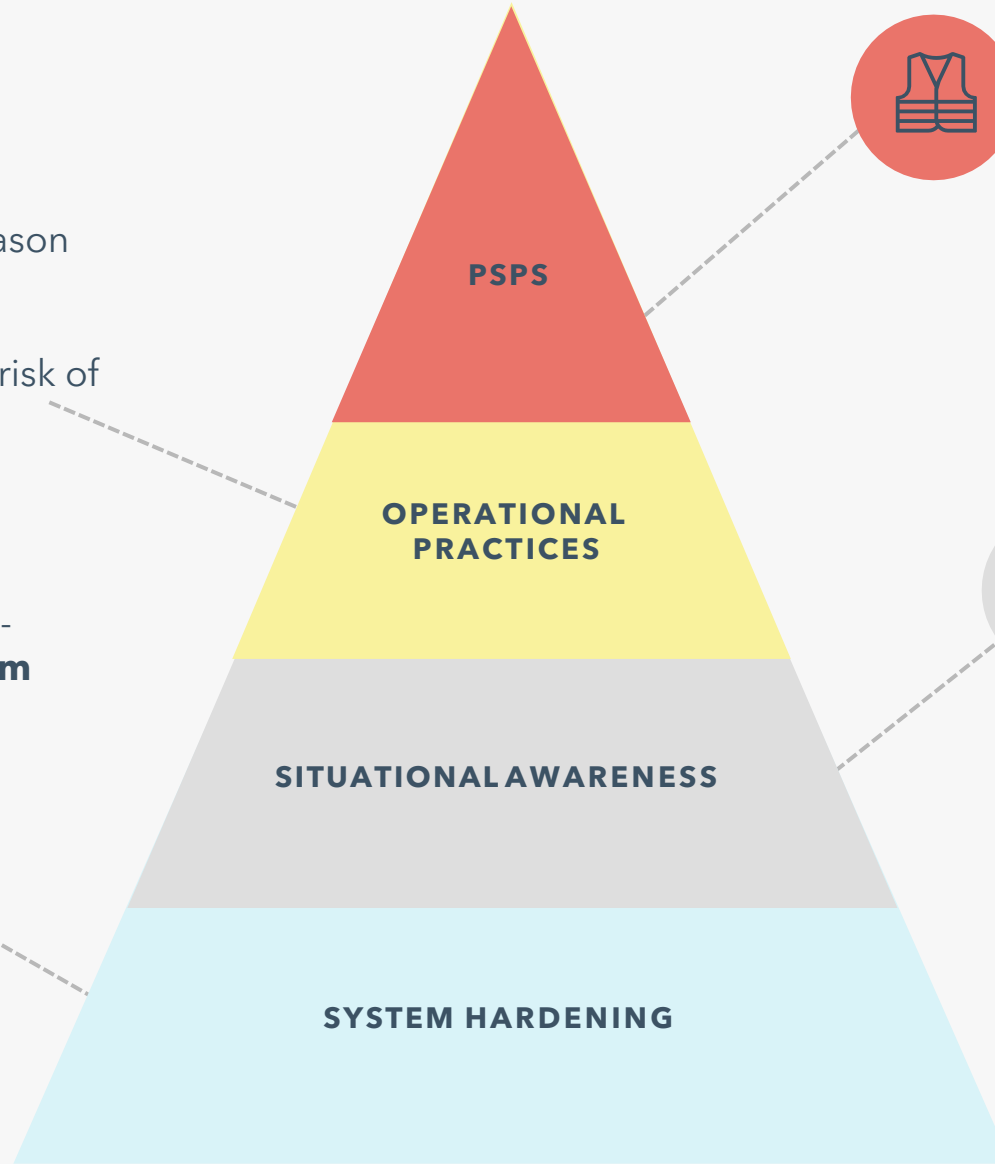 ason
PSPS
risk of
OPERATIONAL
PRACTICES
-
m
SITUATIONAL AWARENESS
SYSTEM HARDENING